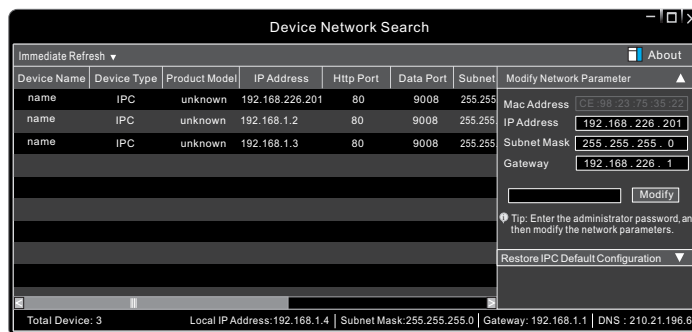 Device Network Search
Immediate Refresh ▼
About
Device Name Device Type Product Model IP Address Http Port Data Port Subnet
name IPC unknown 192.168.226.201 80 9008 255.255
name IPC unknown 192.168.1.2 80 9008 255.255.
name IPC unknown 192.168.1.3 80 9008 255.255.
Modify Network Parameter ▲
Mac Address CE:98:23:75:35:22
IP Address 192.168.226.201
Subnet Mask 255.255.255. 0
Gateway 192.168.226. 1
Modify
Tip: Enter the administrator password, an
then modify the network parameters.
Restore IPC Default Configuration ▼
Total Device: 3 Local IP Address:192.168.1.4 Subnet Mask:255.255.255.0 Gateway: 192.168.1.1 DNS : 210.21.196.6